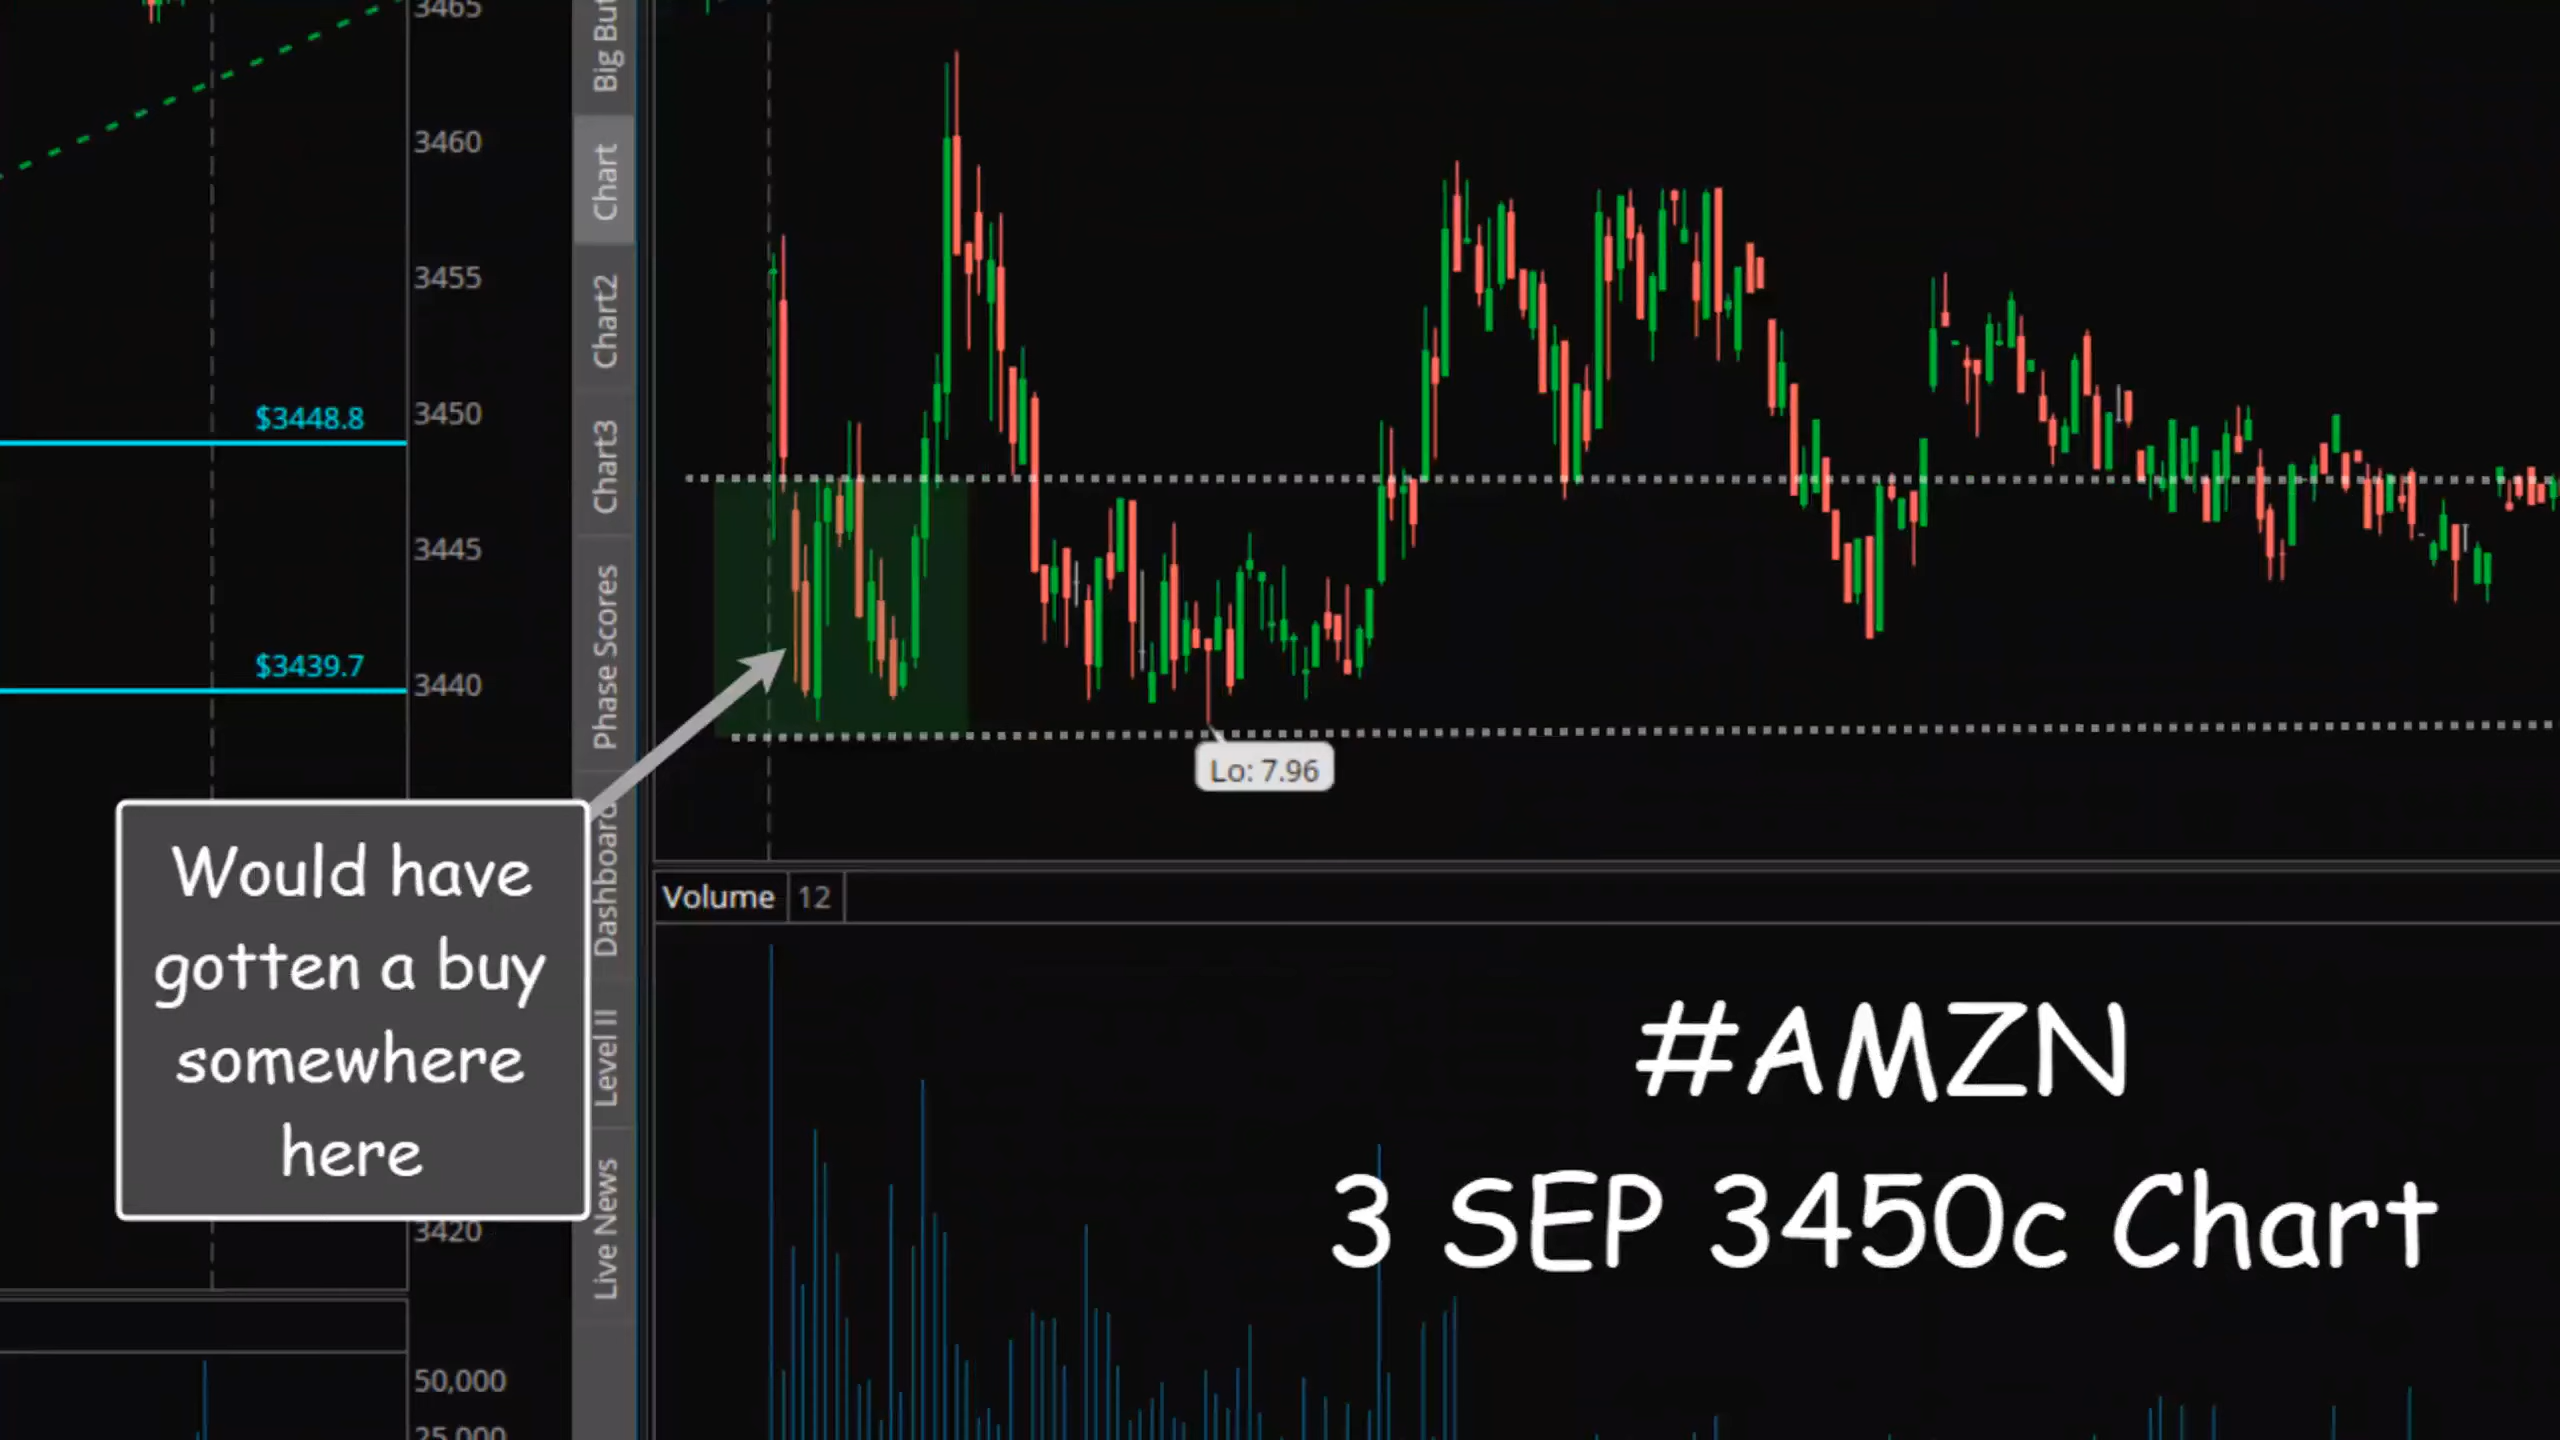 3465
3460
3455
$3448.8
3450
3445
$3439.7
3440
3420
50,000
25,000
Chart
Chart2
Chart3
Phase Scores
Dashboard
Level II
Live News
Lo: 7.96
Would have
gotten a buy
somewhere
here
Volume 12
#AMZN
3 SEP 3450c Chart